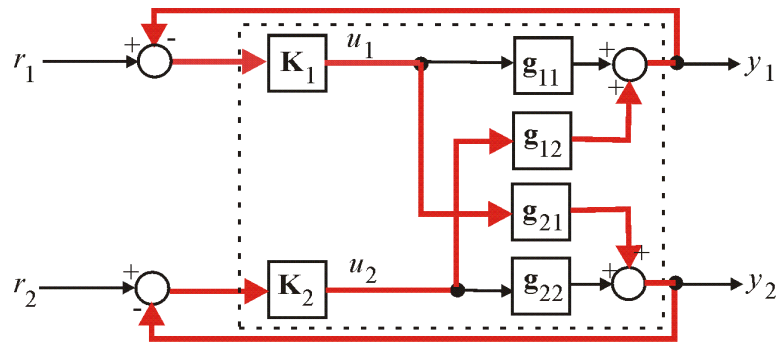 + - u1 +
r1 K1 g11 y1
+
g12
g21
+ u2 + +
r2 K2 g22 y2
-